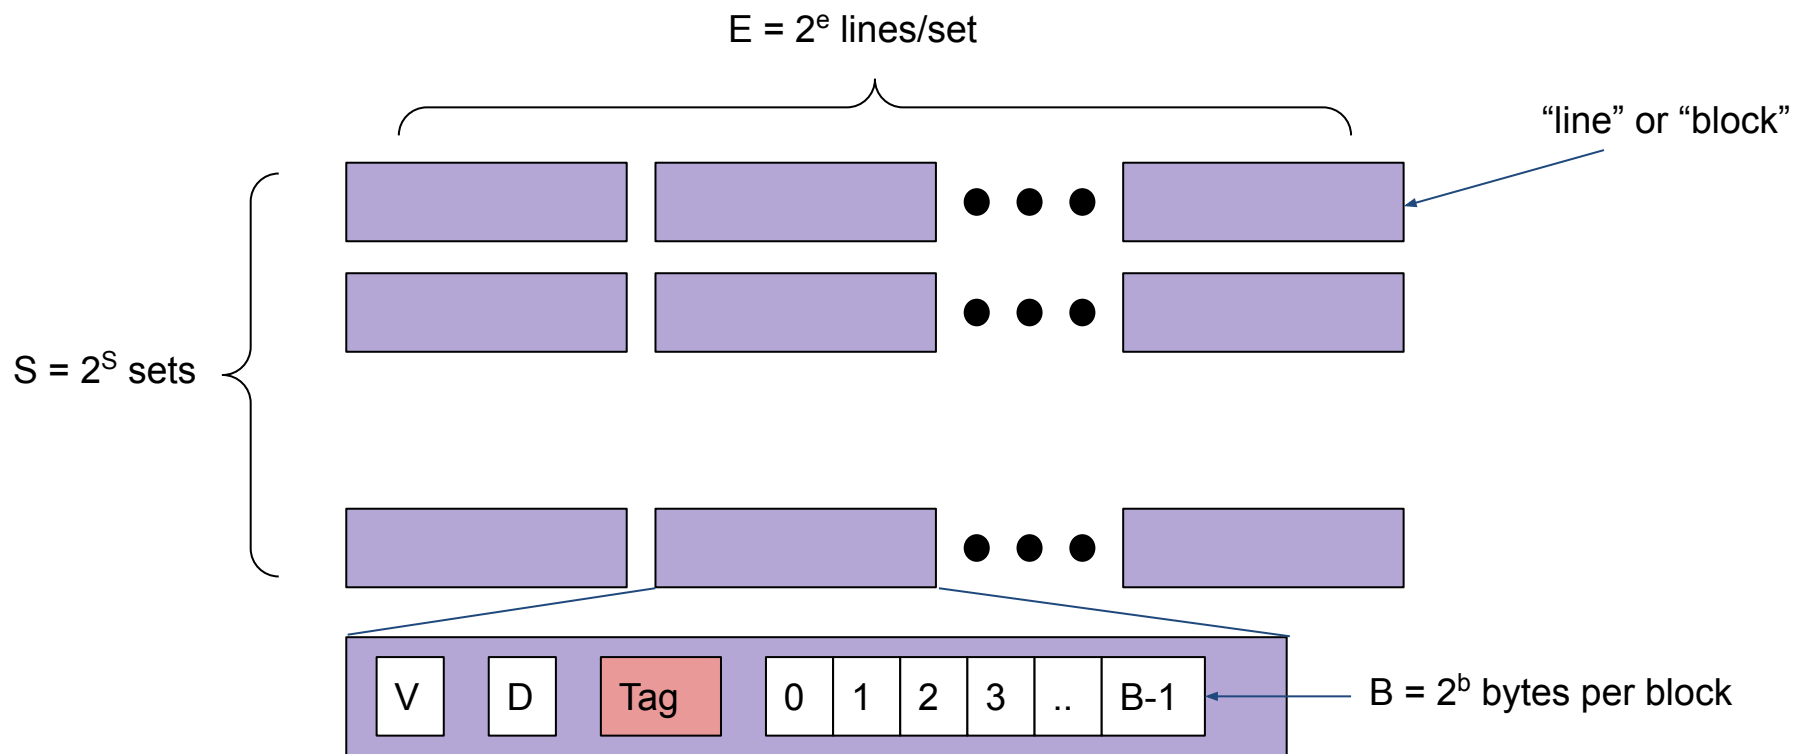 E = 2ᵉ lines/set
“line” or “block”
S = 2ˢ sets
V D Tag 0 1 2 3 .. B-1
B = 2ᵇ bytes per block